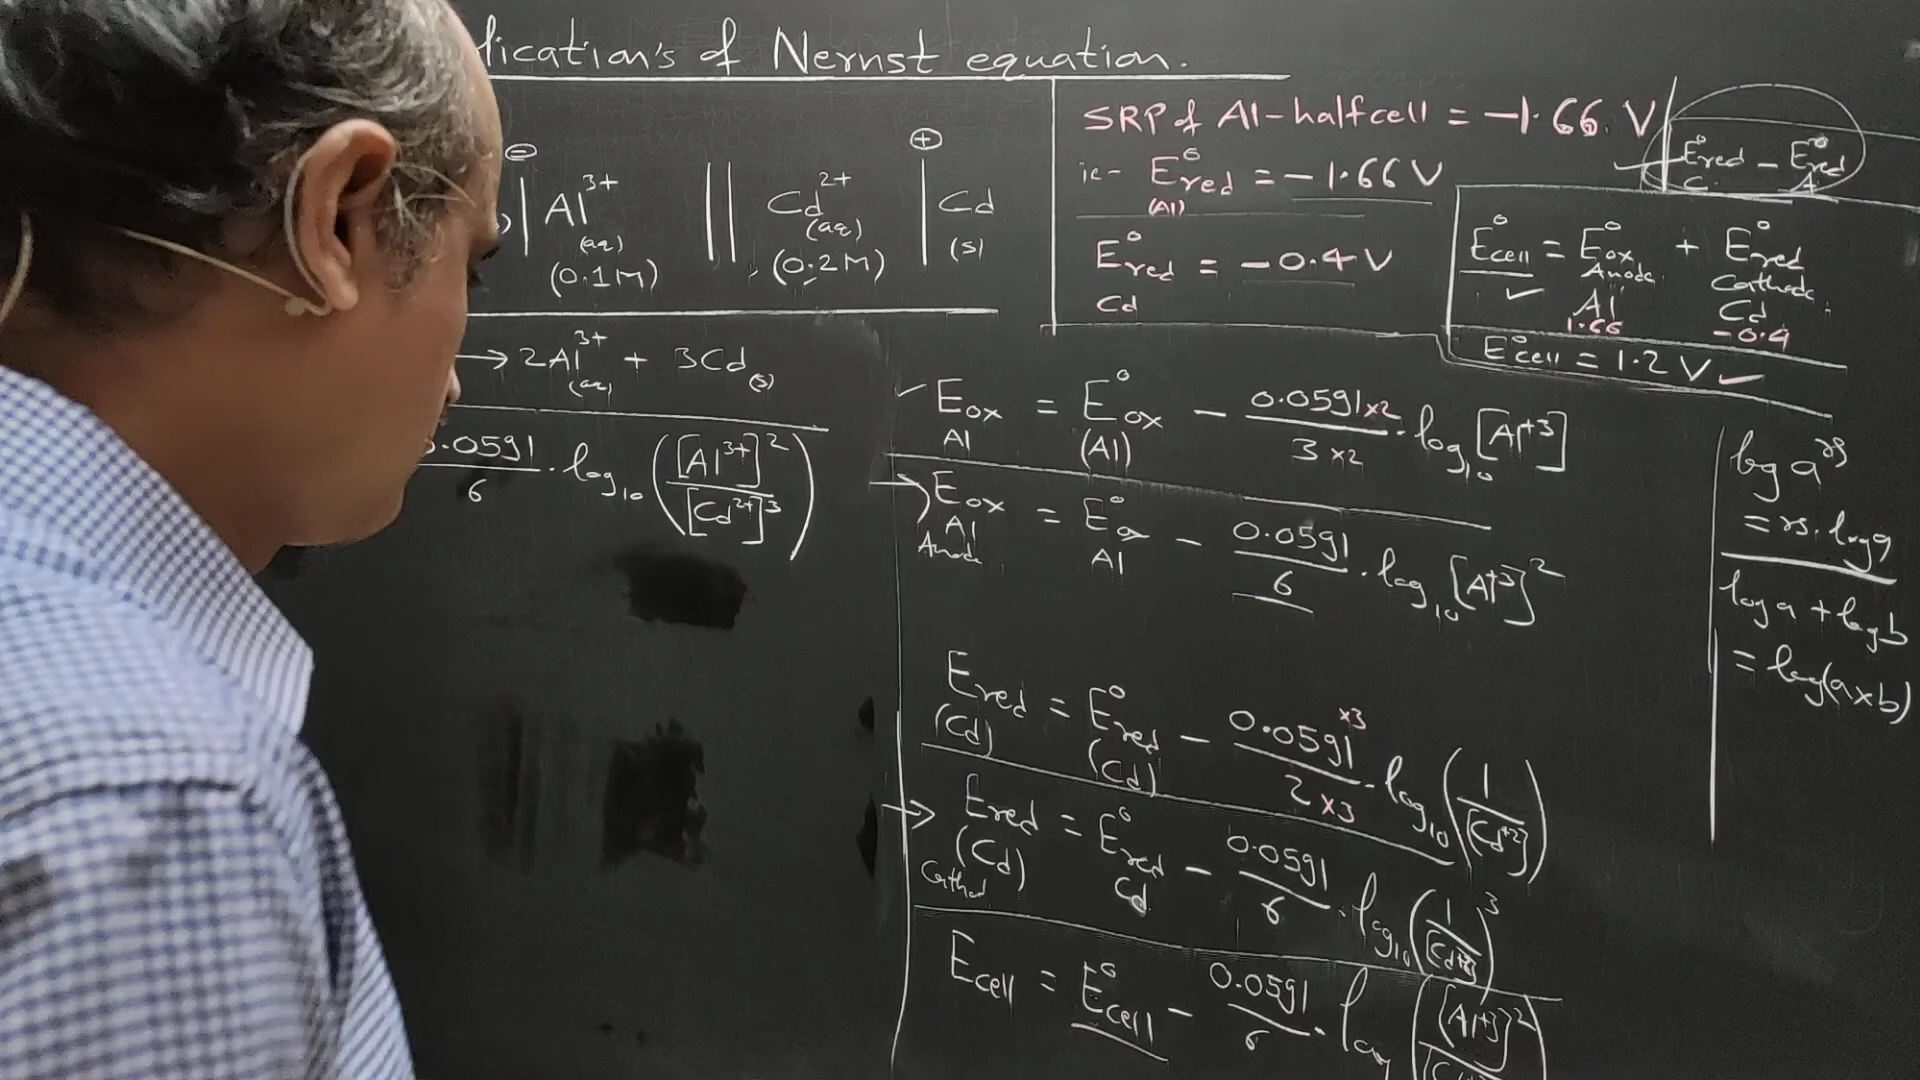 lication's of Nernst equation.
⊖ ⊕
) | Al³⁺ (aq) (0.1M) || Cd²⁺ (aq) (0.2M) | Cd (s)
→ 2Al³⁺ (aq) + 3Cd (s)
0.0591/6 · log₁₀ ([Al³⁺]²/[Cd²⁺]³)
SRP of Al-halfcell = -1.66 V
ie- E°red (Al) = -1.66 V
E°red Cd = -0.4 V
E°red C. - E°red A
E°cell = E°ox Anode + E°red Cathode
✓ Al Cd
1.66 -0.4
E°cell = 1.2 V ✓
✓ Eox Al = E°ox (Al) - 0.0591×2/3×2 · log₁₀ [Al⁺³]
→ Eox Al Anode = E°ox Al - 0.0591/6 · log₁₀ [Al⁺³]²
Ered (Cd) = E°red (Cd) - 0.0591×3/2×3 · log₁₀ (1/[Cd⁺²])
→ Ered (Cd) Cathod = E°red Cd - 0.0591/6 · log₁₀ (1/[Cd⁺²])³
Ecell = E°cell - 0.0591/6 · log ([Al⁺³]²/
log aⁿ
= n. log a
log a + log b
= log(a×b)